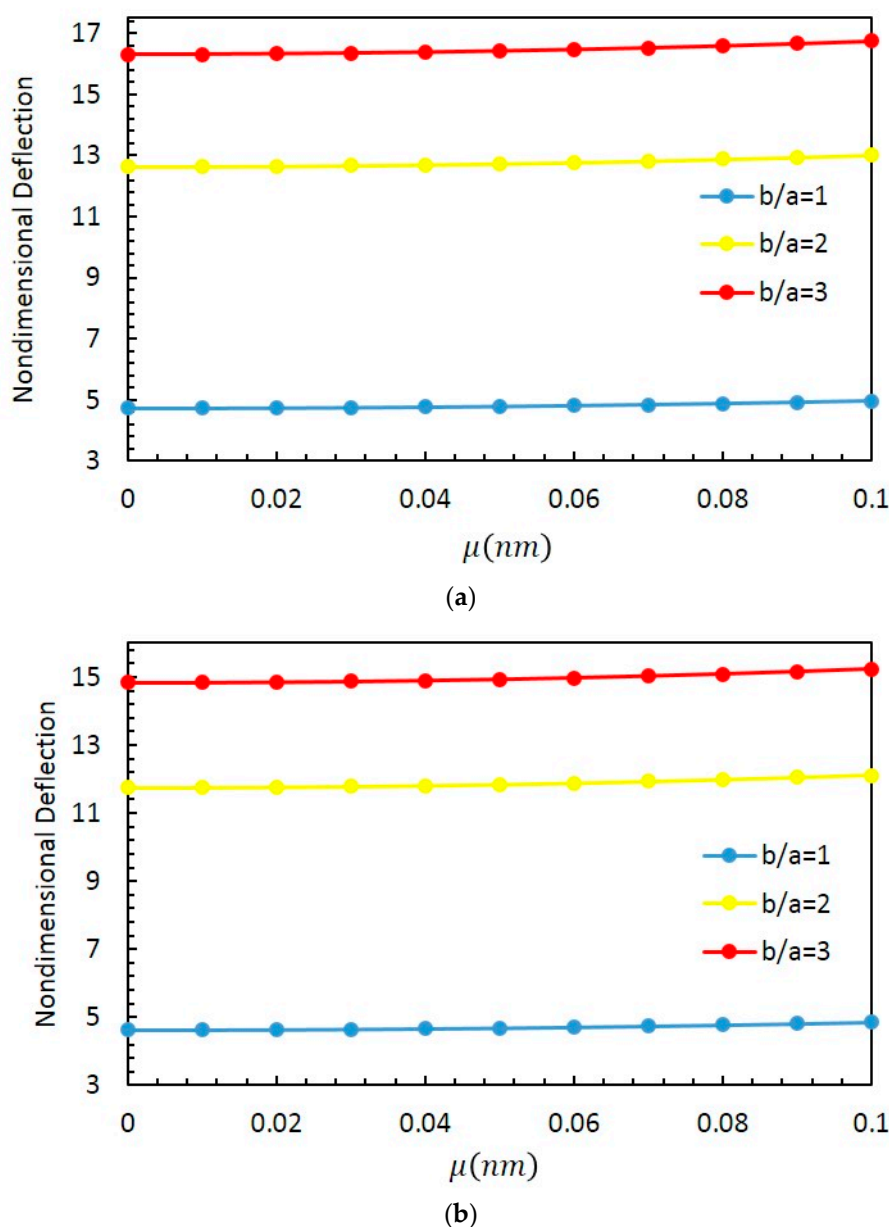 Nondimensional Deflection
17
15
13
11
9
7
5
3
b/a=1
b/a=2
b/a=3
0 0.02 0.04 0.06 0.08 0.1
μ(nm)
(a)
Nondimensional Deflection
15
13
11
9
7
5
3
b/a=1
b/a=2
b/a=3
0 0.02 0.04 0.06 0.08 0.1
μ(nm)
(b)